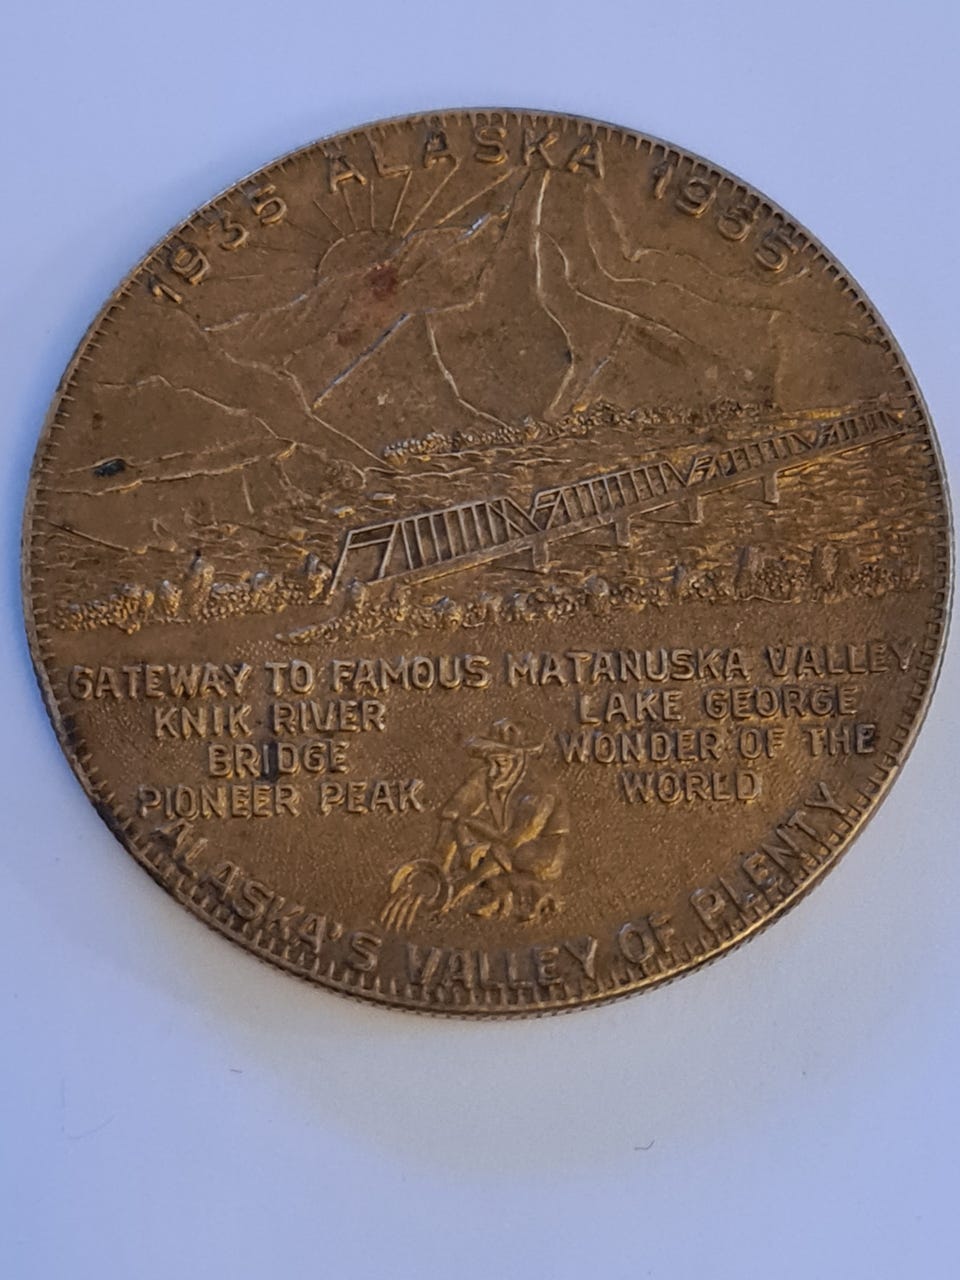 1935 ALASKA 1935
GATEWAY TO FAMOUS MATANUSKA VALLEY
KNIK RIVER
BRIDGE
PIONEER PEAK
LAKE GEORGE
WONDER OF THE
WORLD
ALASKA'S VALLEY OF PLENTY